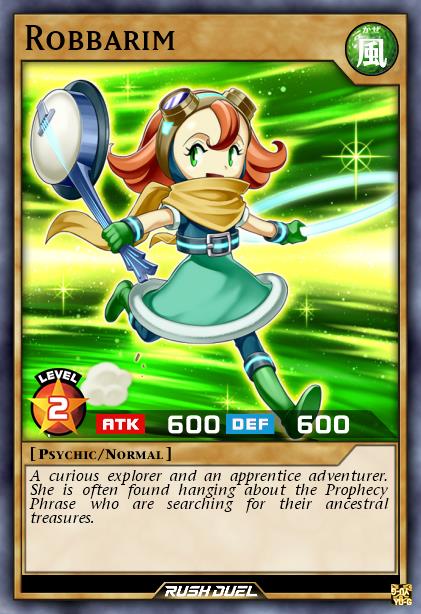 Robbarim
かぜ
風
LEVEL
2
ATK 600 DEF 600
[Psychic/Normal]
A curious explorer and an apprentice adventurer.
She is often found hanging about the Prophecy
Phrase who are searching for their ancestral
treasures.
RUSH DUEL